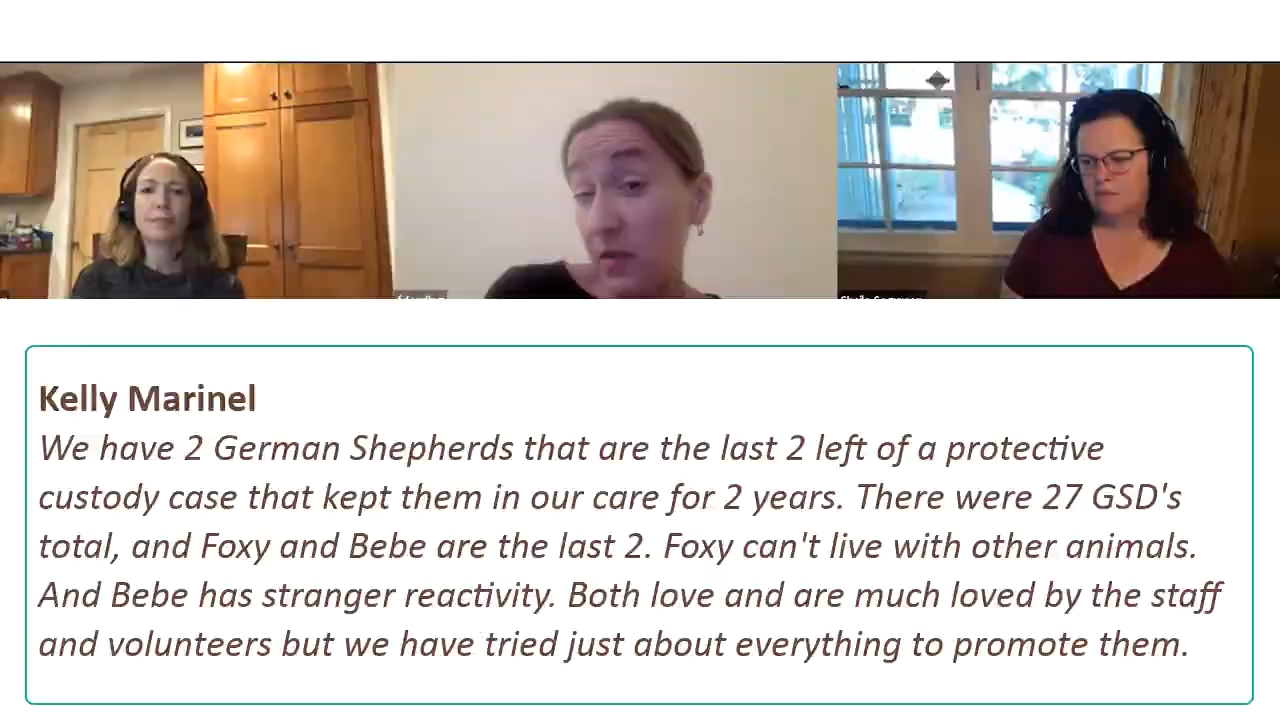 Kelly Marinel
We have 2 German Shepherds that are the last 2 left of a protective
custody case that kept them in our care for 2 years. There were 27 GSD's
total, and Foxy and Bebe are the last 2. Foxy can't live with other animals.
And Bebe has stranger reactivity. Both love and are much loved by the staff
and volunteers but we have tried just about everything to promote them.